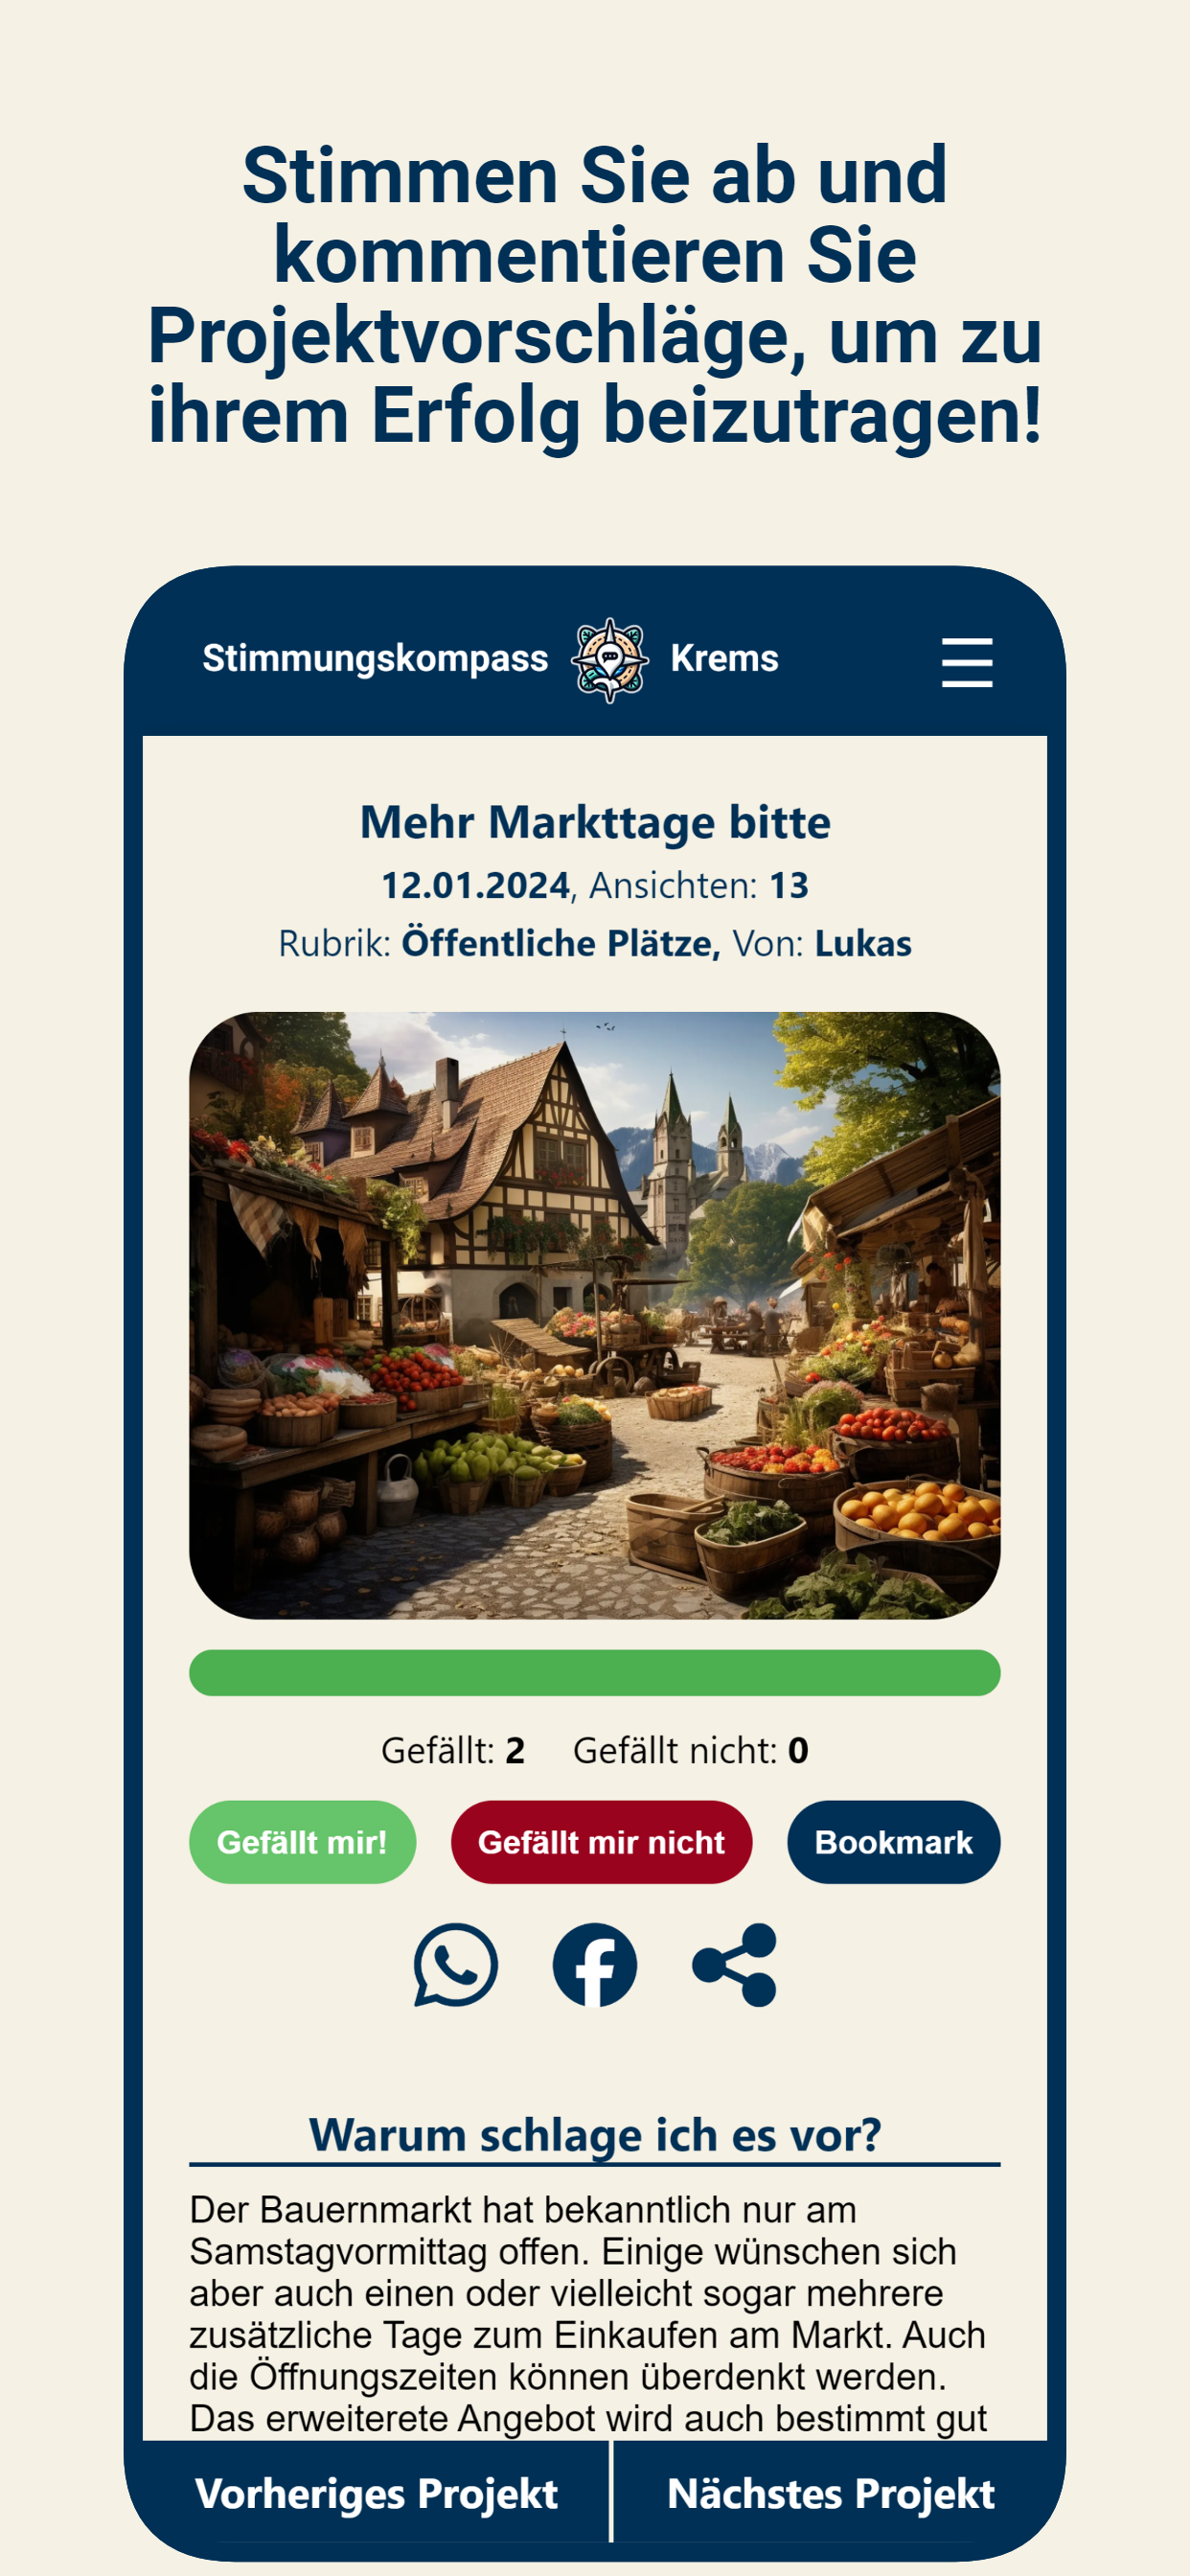 Stimmen Sie ab und
kommentieren Sie
Projektvorschläge, um zu
ihrem Erfolg beizutragen!
Stimmungskompass Krems
Mehr Markttage bitte
12.01.2024, Ansichten: 13
Rubrik: Öffentliche Plätze, Von: Lukas
Gefällt: 2 Gefällt nicht: 0
Gefällt mir! Gefällt mir nicht Bookmark
Warum schlage ich es vor?
Der Bauernmarkt hat bekanntlich nur am
Samstagvormittag offen. Einige wünschen sich
aber auch einen oder vielleicht sogar mehrere
zusätzliche Tage zum Einkaufen am Markt. Auch
die Öffnungszeiten können überdenkt werden.
Das erweiterete Angebot wird auch bestimmt gut
Vorheriges Projekt Nächstes Projekt